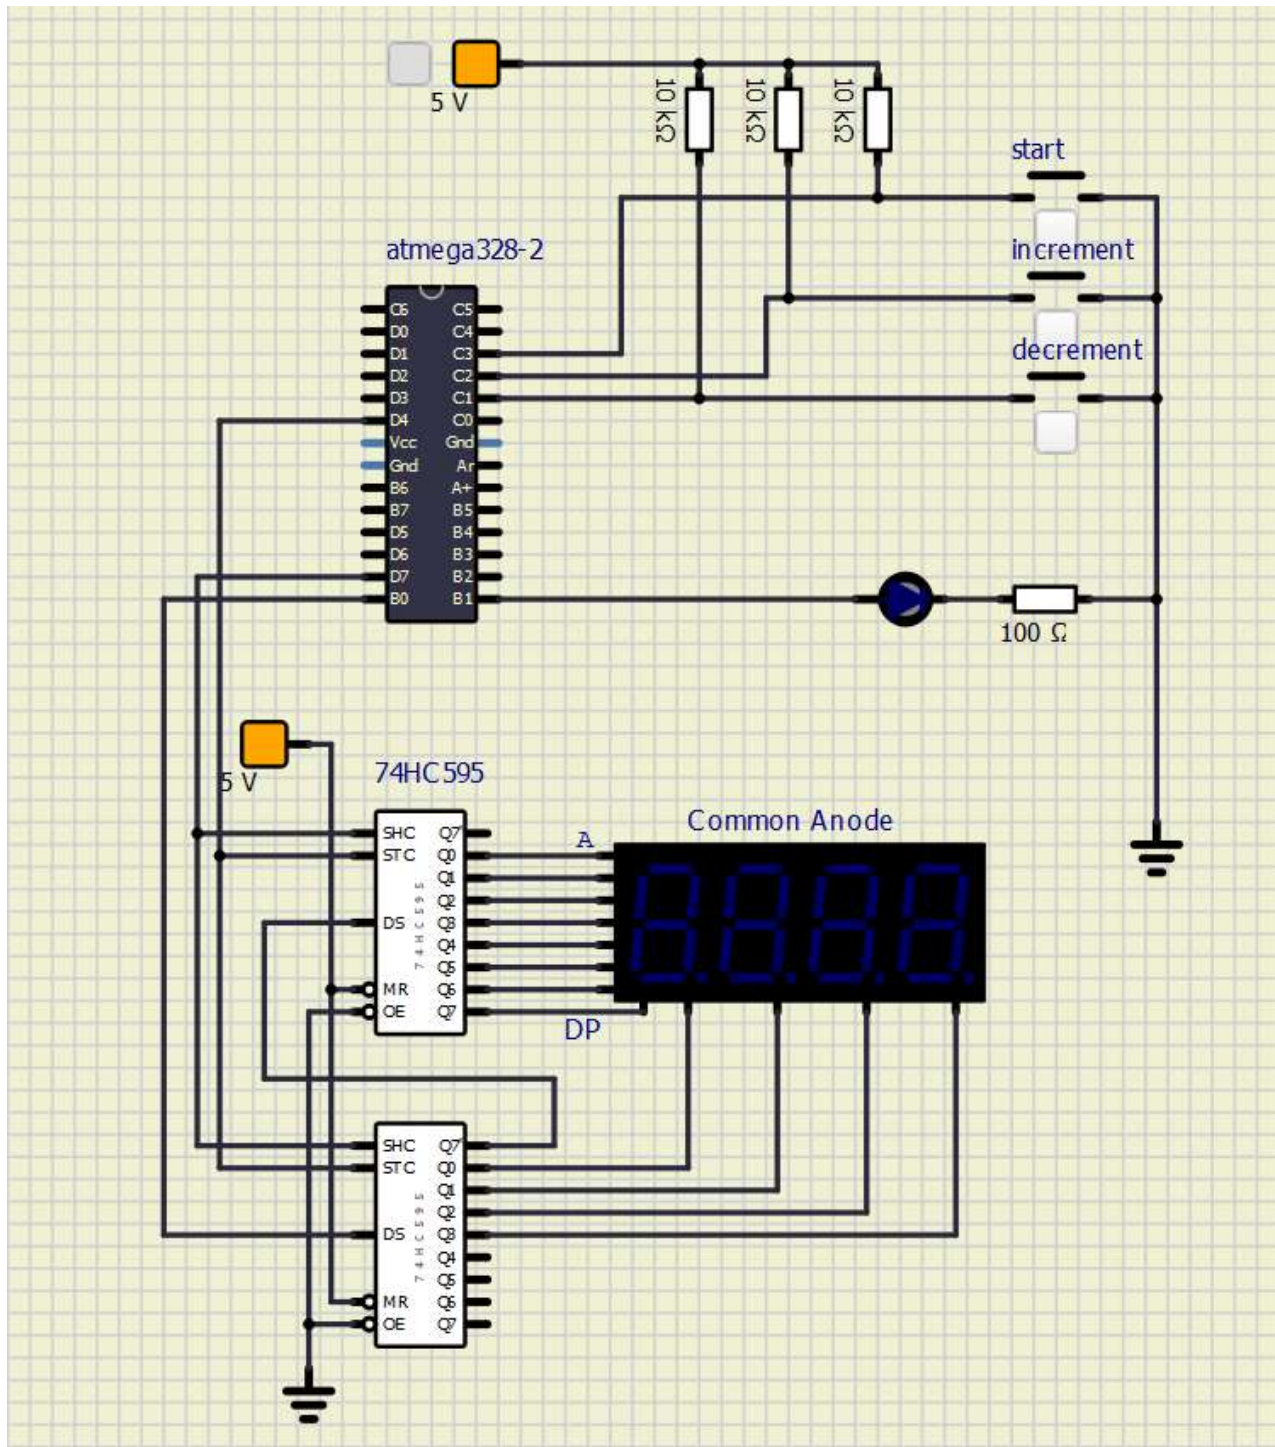 5 V
10 kΩ
10 kΩ
10 kΩ
start
increment
decrement
atmega328-2
C6 C5
D0 C4
D1 C3
D2 C2
D3 C1
D4 C0
Vcc Gnd
Gnd Ar
B6 A+
B7 B5
D5 B4
D6 B3
D7 B2
B0 B1
100 Ω
5 V
74HC595
SHC Q7'
STC Q0
Q1
Q2
DS Q3
Q4
Q5
MR Q6
OE Q7
74HC595
A
Common Anode
DP
SHC Q7'
STC Q0
Q1
Q2
DS Q3
Q4
Q5
MR Q6
OE Q7
74HC595